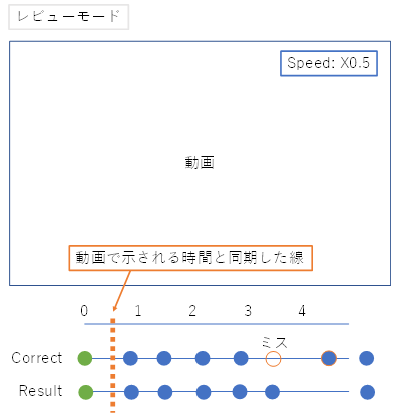 レビューモード
Speed: X0.5
動画
動画で示される時間と同期した線
0 1 2 3 4
ミス
Correct
Result